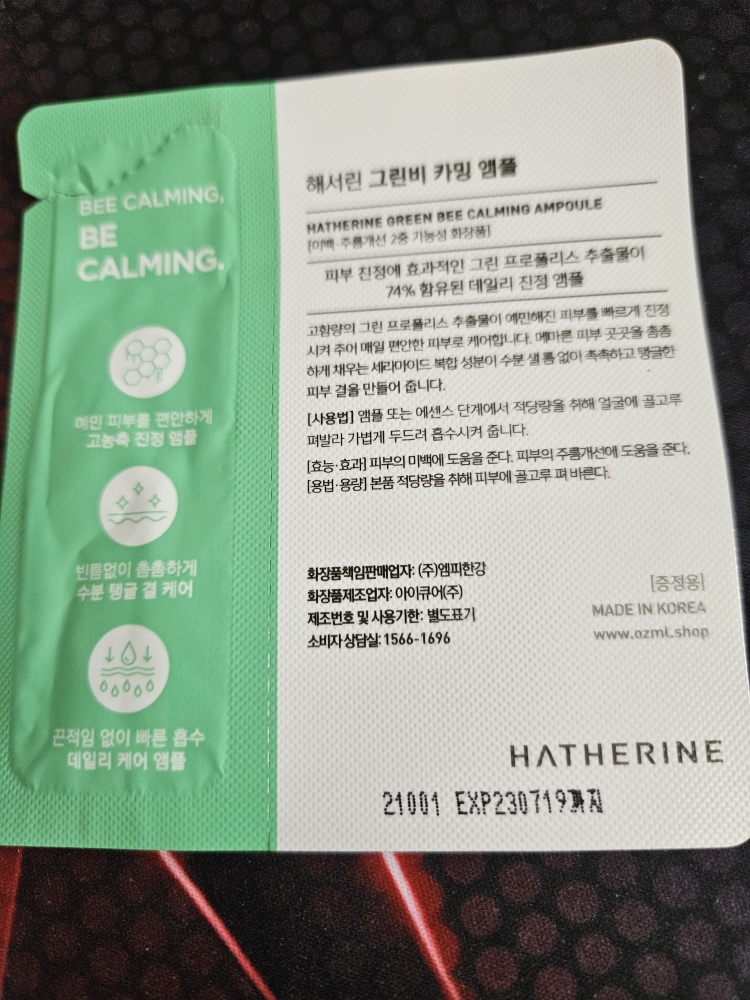 BEE CALMING,
BE
CALMING.
예민 피부를 편안하게
고농축 진정 앰플
빈틈없이 촘촘하게
수분 탱글 결 케어
끈적임 없이 빠른 흡수
데일리 케어 앰플
해서린 그린비 카밍 앰플
HATHERINE GREEN BEE CALMING AMPOULE
[미백·주름개선 2중 기능성 화장품]
피부 진정에 효과적인 그린 프로폴리스 추출물이
74% 함유된 데일리 진정 앰플
고함량의 그린 프로폴리스 추출물이 예민해진 피부를 빠르게 진정
시켜 주어 매일 편안한 피부로 케어합니다. 메마른 피부 곳곳을 촘촘
하게 채우는 세라마이드 복합 성분이 수분 샐 틈 없이 촉촉하고 탱글한
피부 결을 만들어 줍니다.
[사용법] 앰플 또는 에센스 단계에서 적당량을 취해 얼굴에 골고루
펴발라 가볍게 두드려 흡수시켜 줍니다.
[효능·효과] 피부의 미백에 도움을 준다. 피부의 주름개선에 도움을 준다.
[용법·용량] 본품 적당량을 취해 피부에 골고루 펴 바른다.
화장품책임판매업자: (주)엠피한강
화장품제조업자: 아이큐어(주)
제조번호 및 사용기한: 별도표기
소비자상담실: 1566-1696
[증정용]
MADE IN KOREA
www.ozml.shop
HATHERINE
21001 EXP230719까지